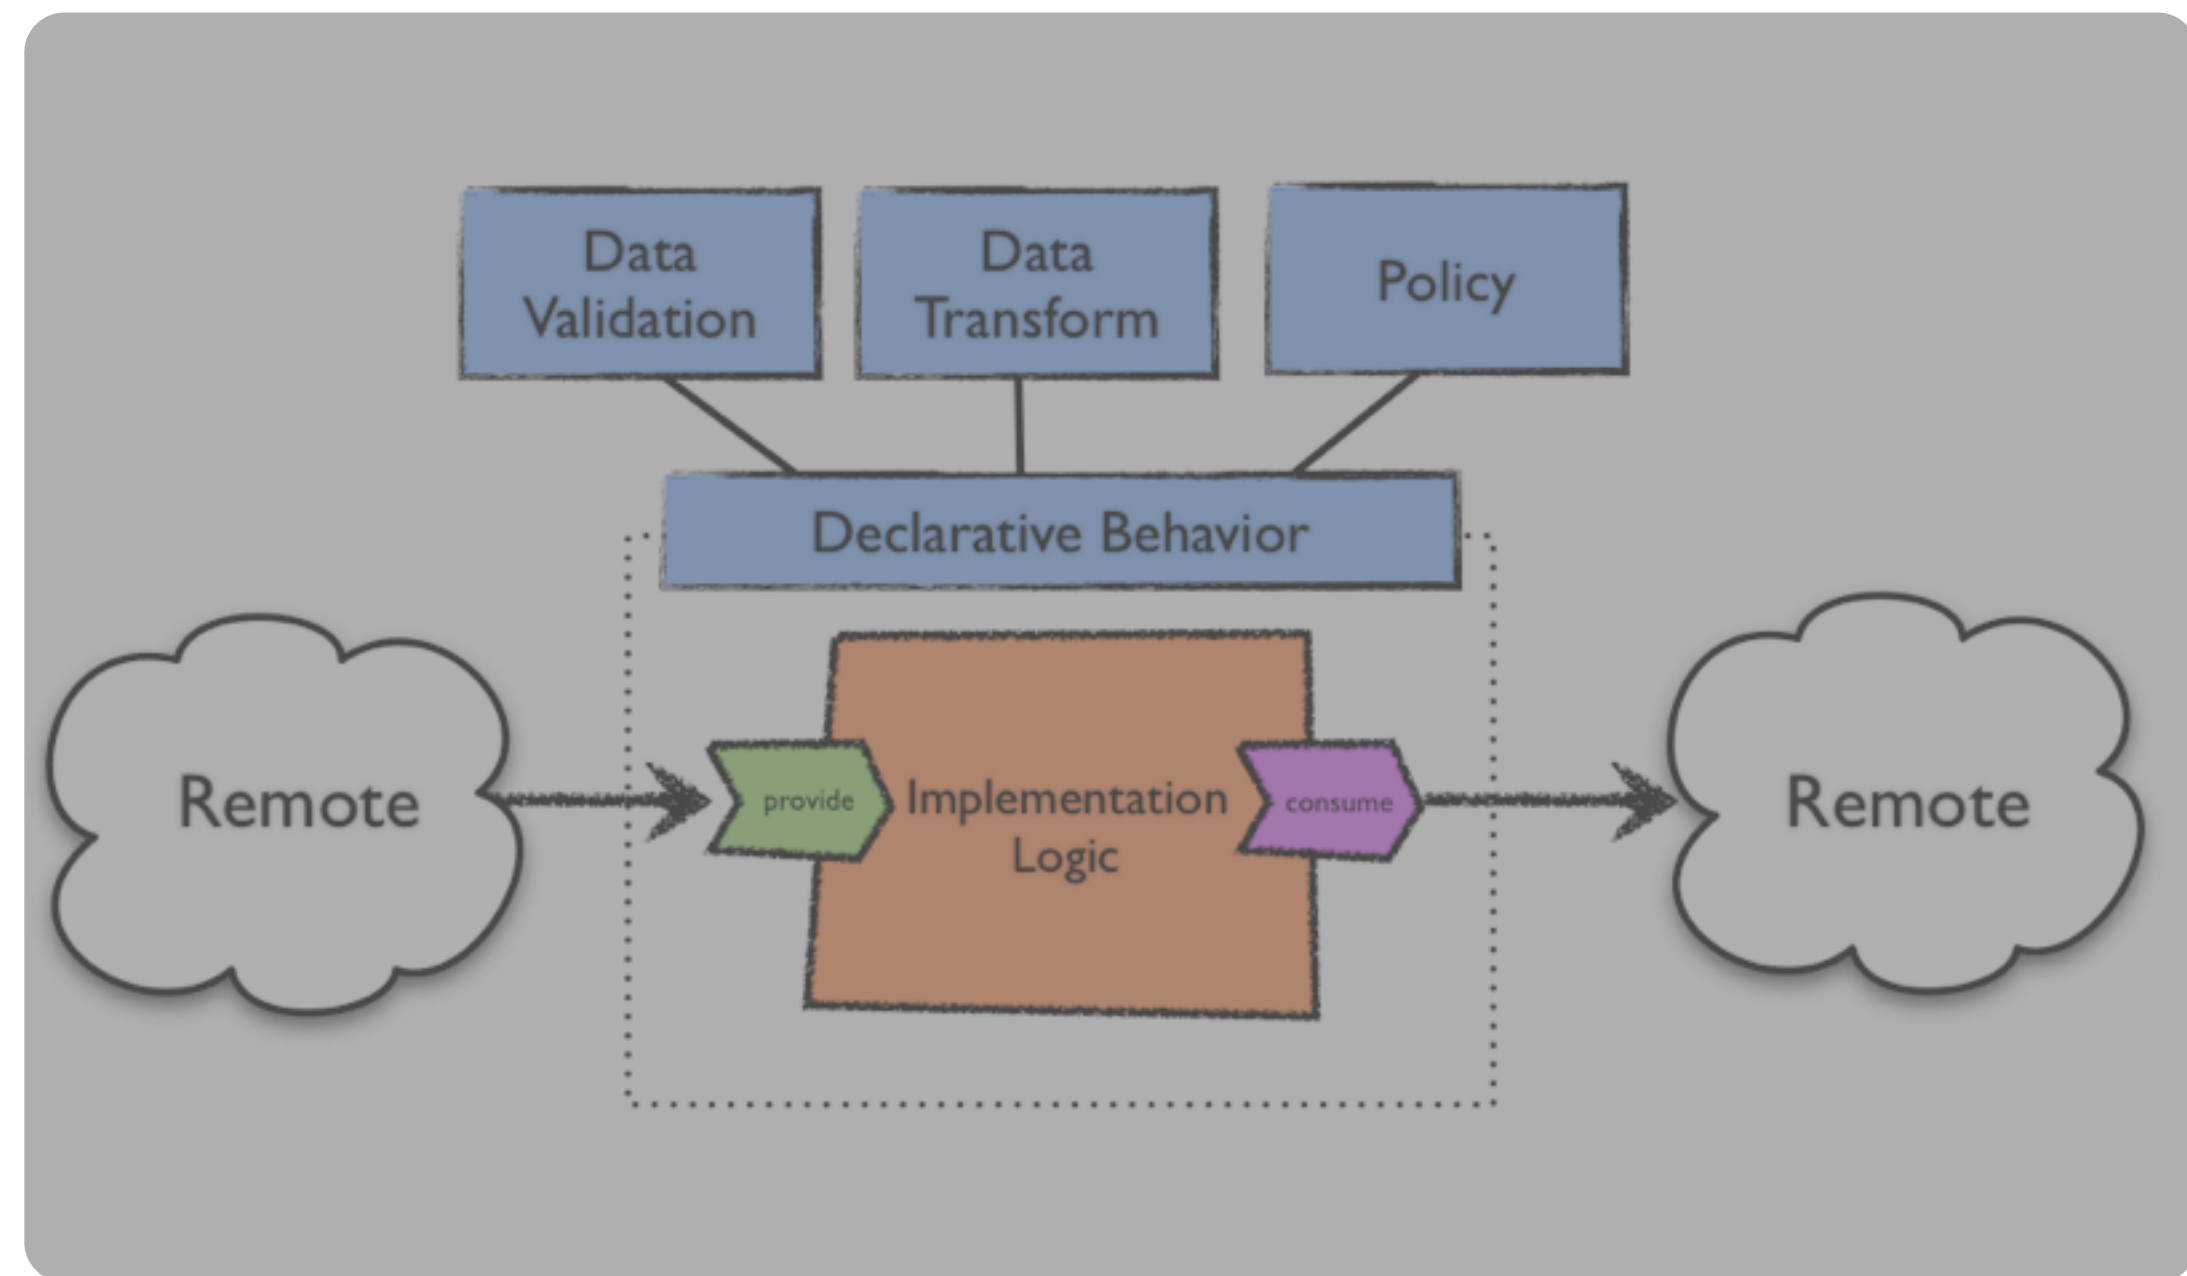 Data
Validation
Data
Transform
Policy
Declarative Behavior
Remote
provide
Implementation
Logic
consume
Remote